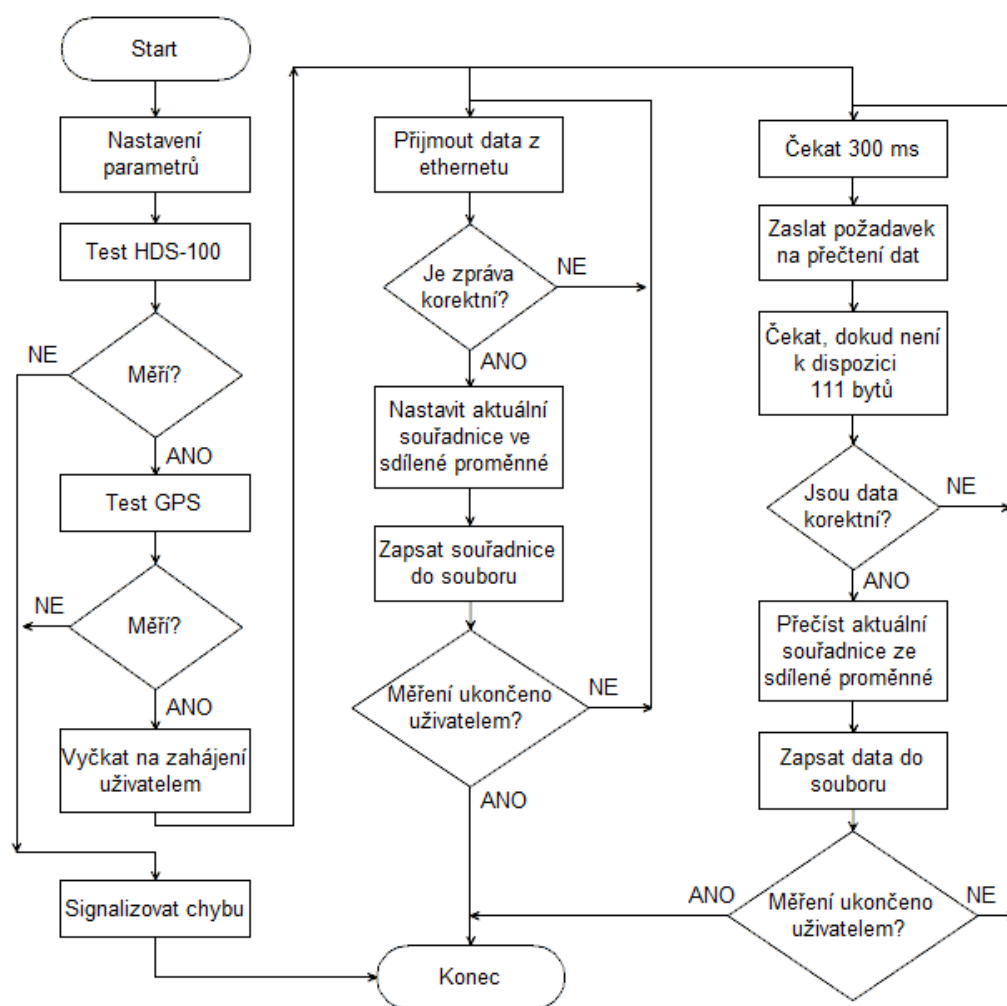 Start
Nastavení
parametrů
Test HDS-100
NE
Měří?
ANO
Test GPS
NE
Měří?
ANO
Vyčkat na zahájení
uživatelem
Signalizovat chybu
Přijmout data z
ethernetu
Je zpráva
korektní?
NE
ANO
Nastavit aktuální
souřadnice ve
sdílené proměnné
Zapsat souřadnice
do souboru
Měření ukončeno
uživatelem?
NE
ANO
Konec
Čekat 300 ms
Zaslat požadavek
na přečtení dat
Čekat, dokud není
k dispozici
111 bytů
Jsou data
korektní?
NE
ANO
Přečíst aktuální
souřadnice ze
sdílené proměnné
Zapsat data do
souboru
ANO
Měření ukončeno
uživatelem?
NE